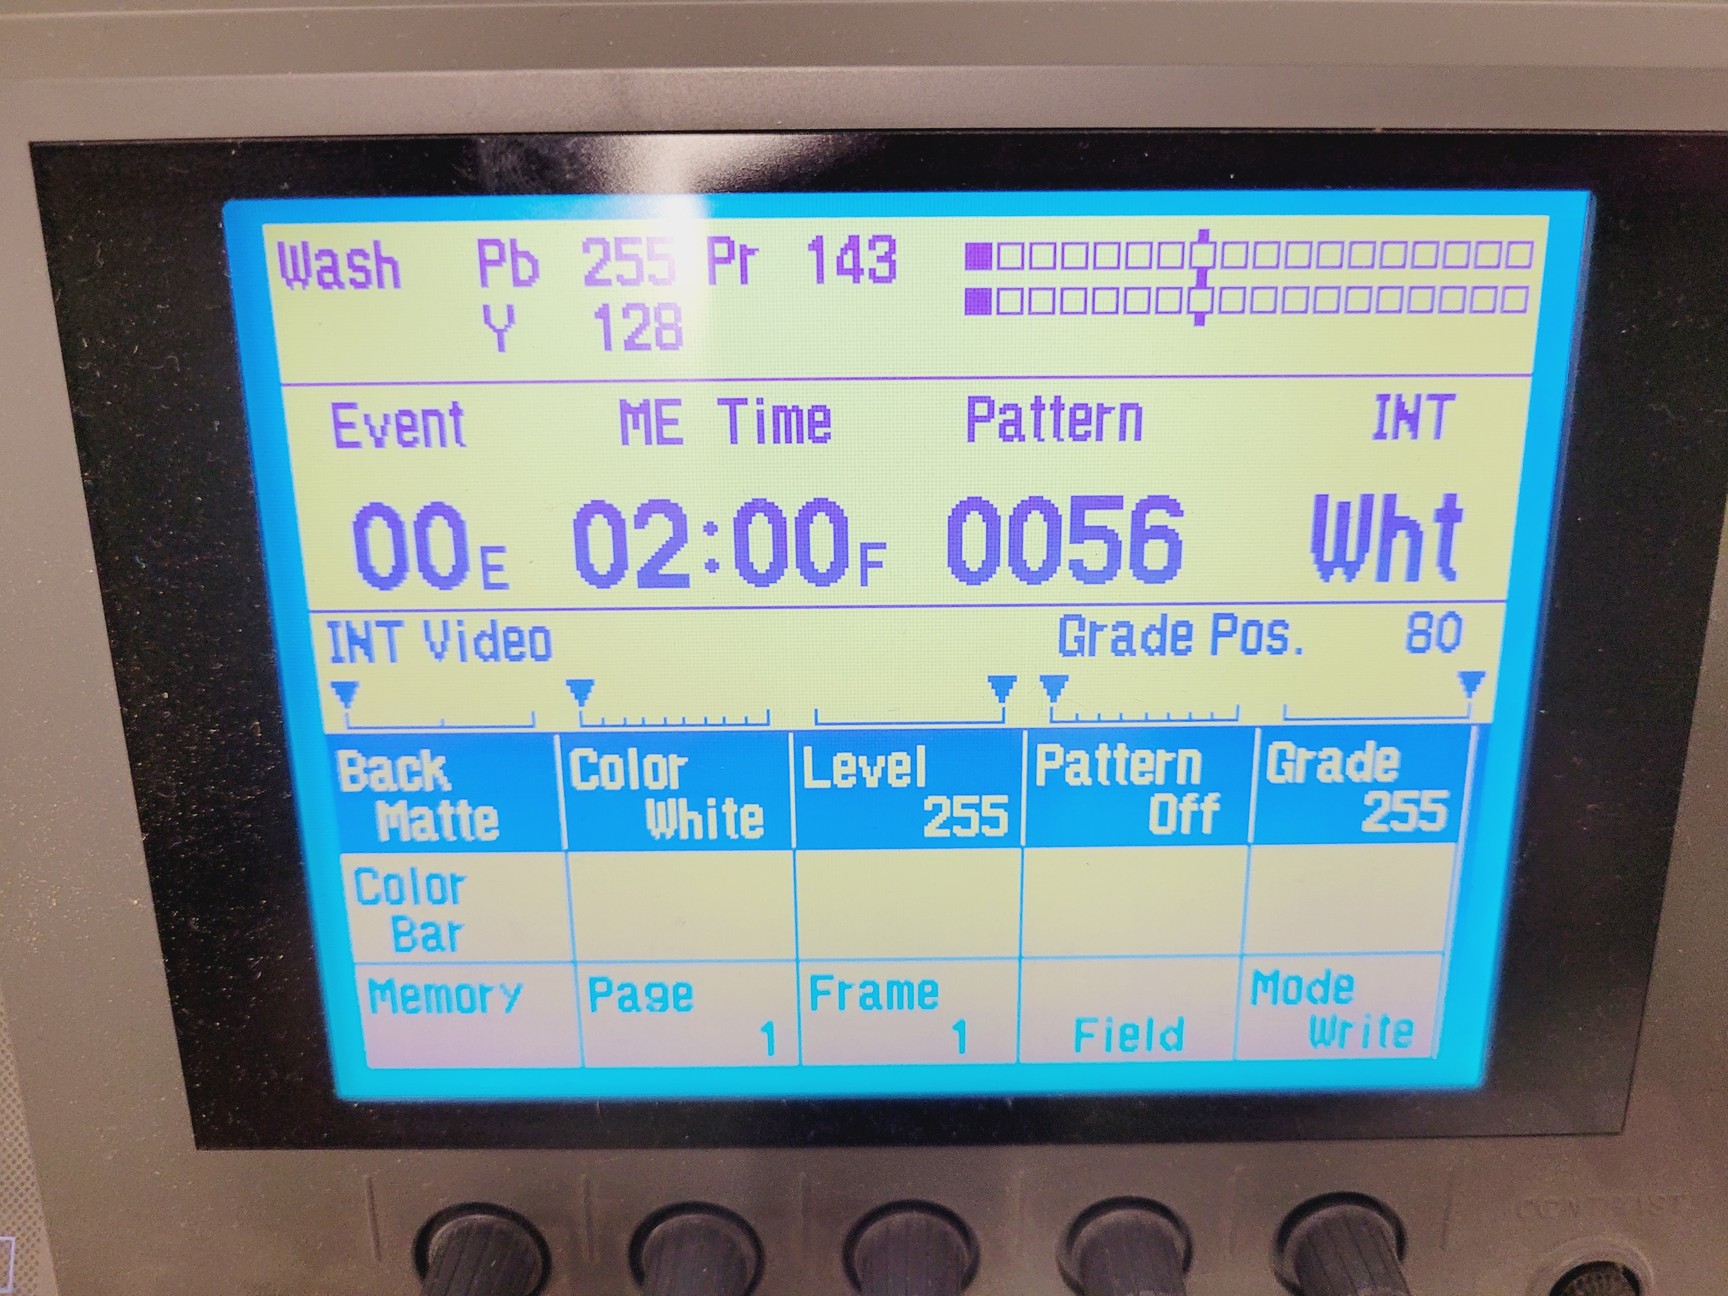 Wash Pb 255 Pr 143
Y 128
Event ME Time Pattern INT
00E 02:00F 0056 Wht
INT Video Grade Pos. 80
Back Color Level Pattern Grade
Matte White 255 Off 255
Color
Bar
Memory Page Frame Mode
1 1 Field Write
CONTRAST